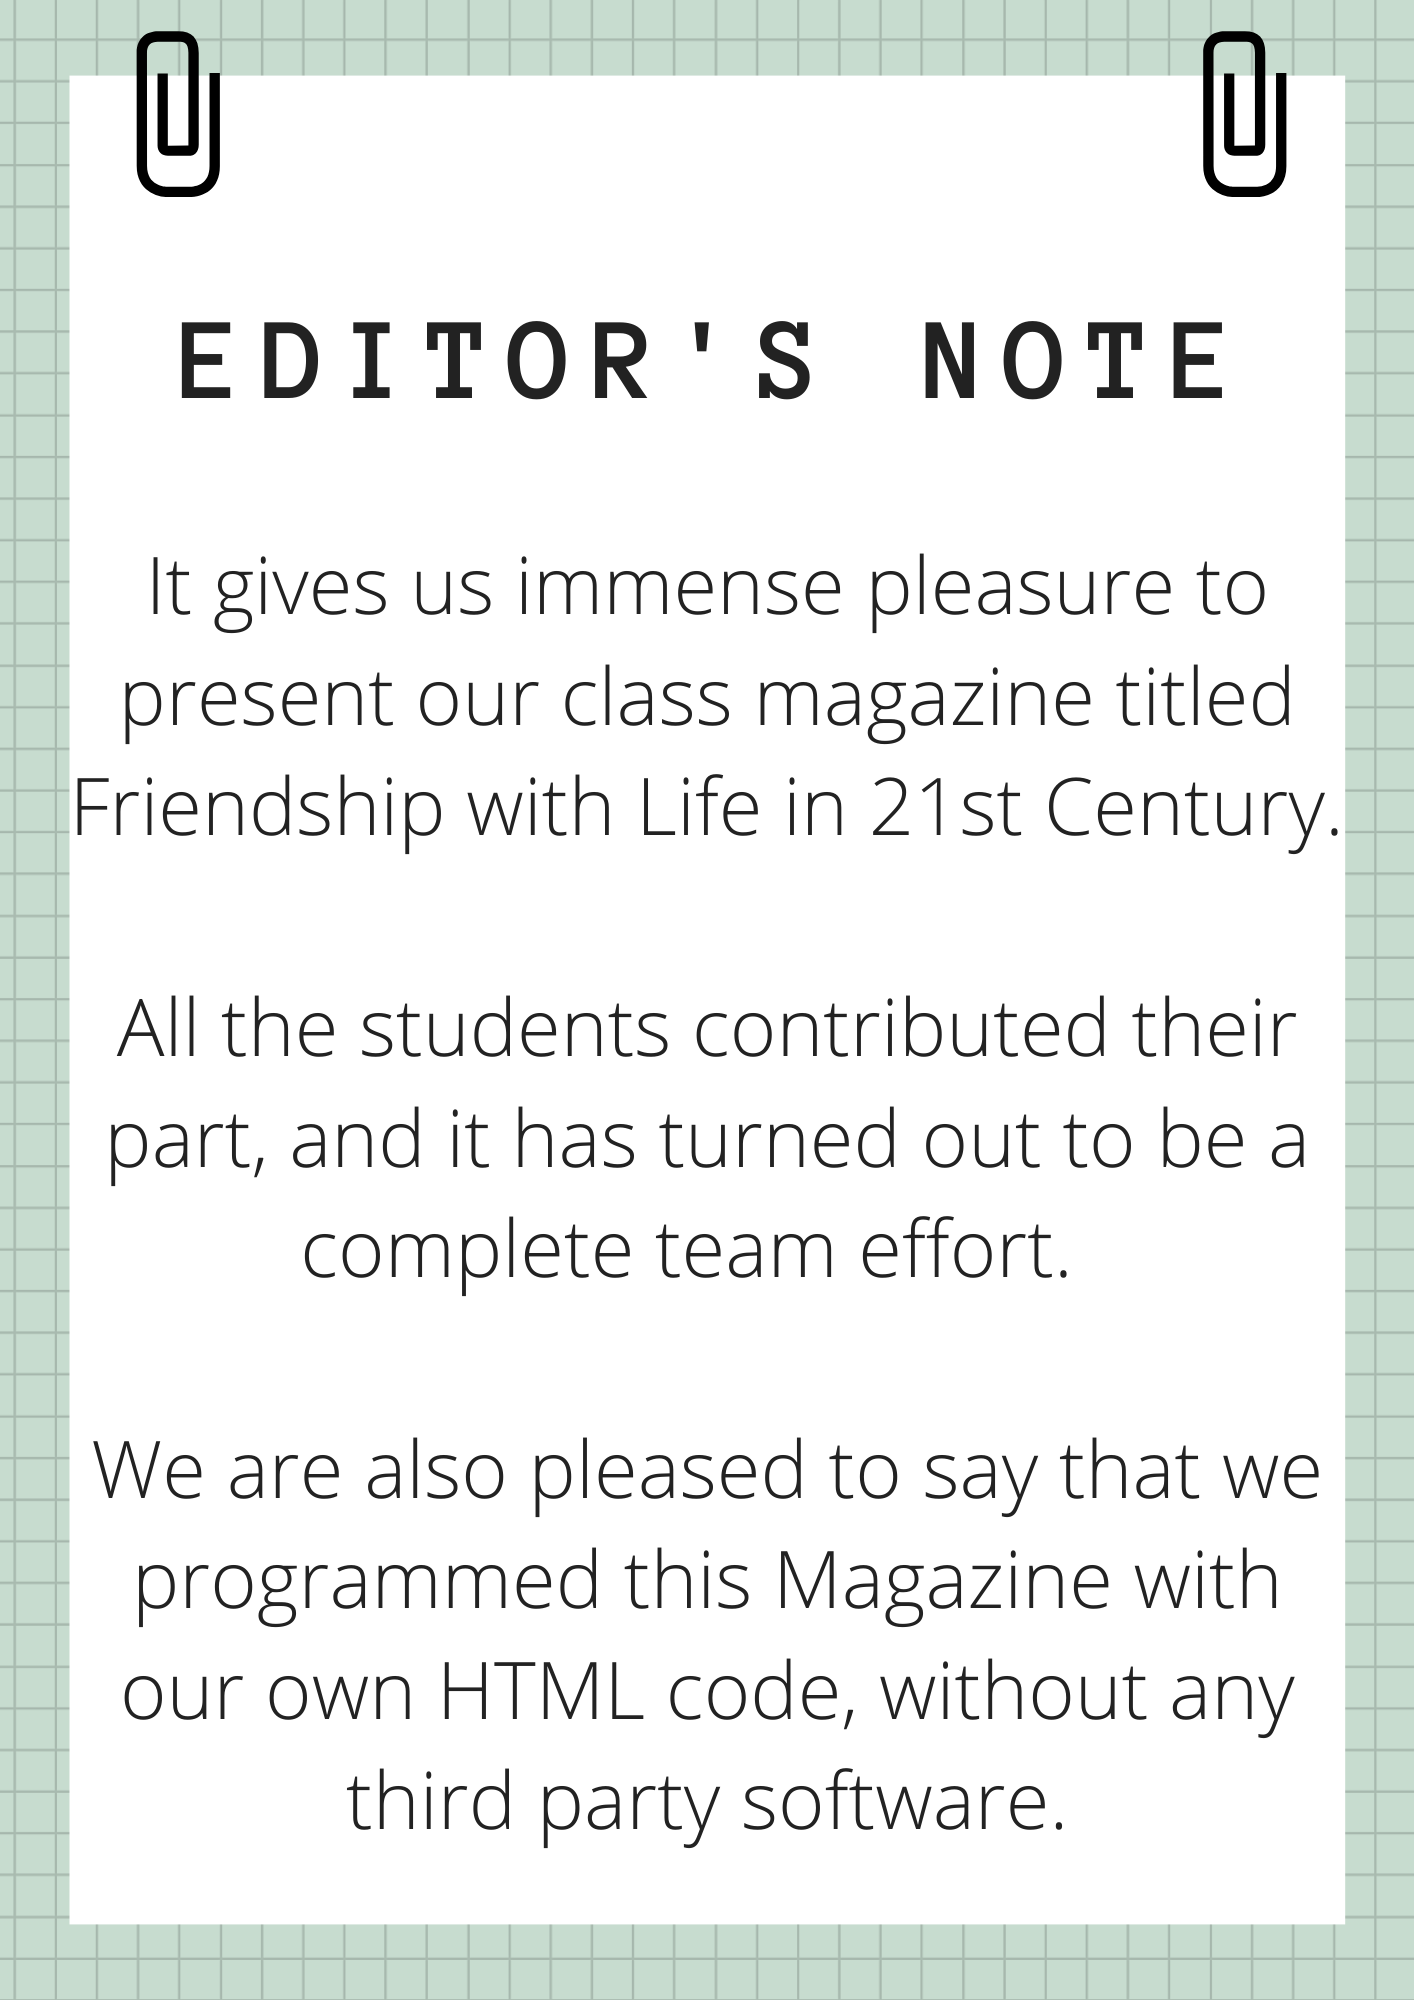 EDITOR'S NOTE
It gives us immense pleasure to
present our class magazine titled
Friendship with Life in 21st Century.
All the students contributed their
part, and it has turned out to be a
complete team effort.
We are also pleased to say that we
programmed this Magazine with
our own HTML code, without any
third party software.